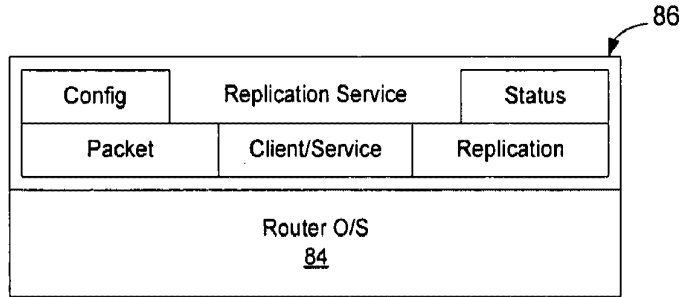 86
Config
Replication Service
Status
Packet
Client/Service
Replication
Router O/S
84